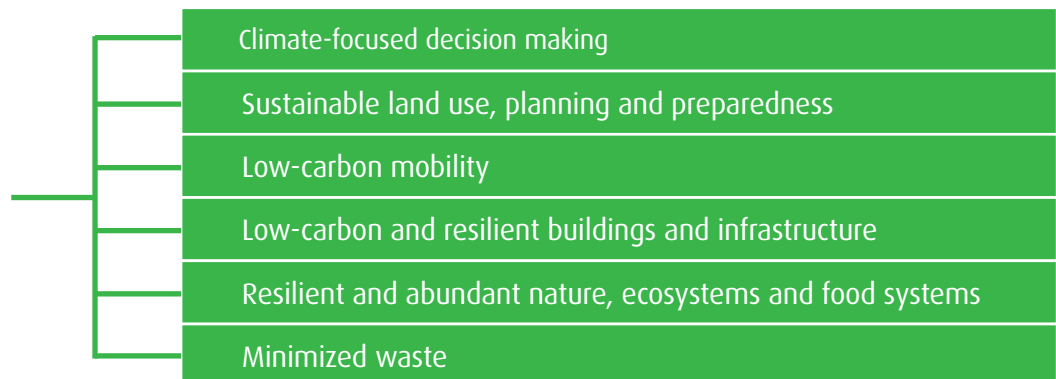 Climate-focused decision making
Sustainable land use, planning and preparedness
Low-carbon mobility
Low-carbon and resilient buildings and infrastructure
Resilient and abundant nature, ecosystems and food systems
Minimized waste